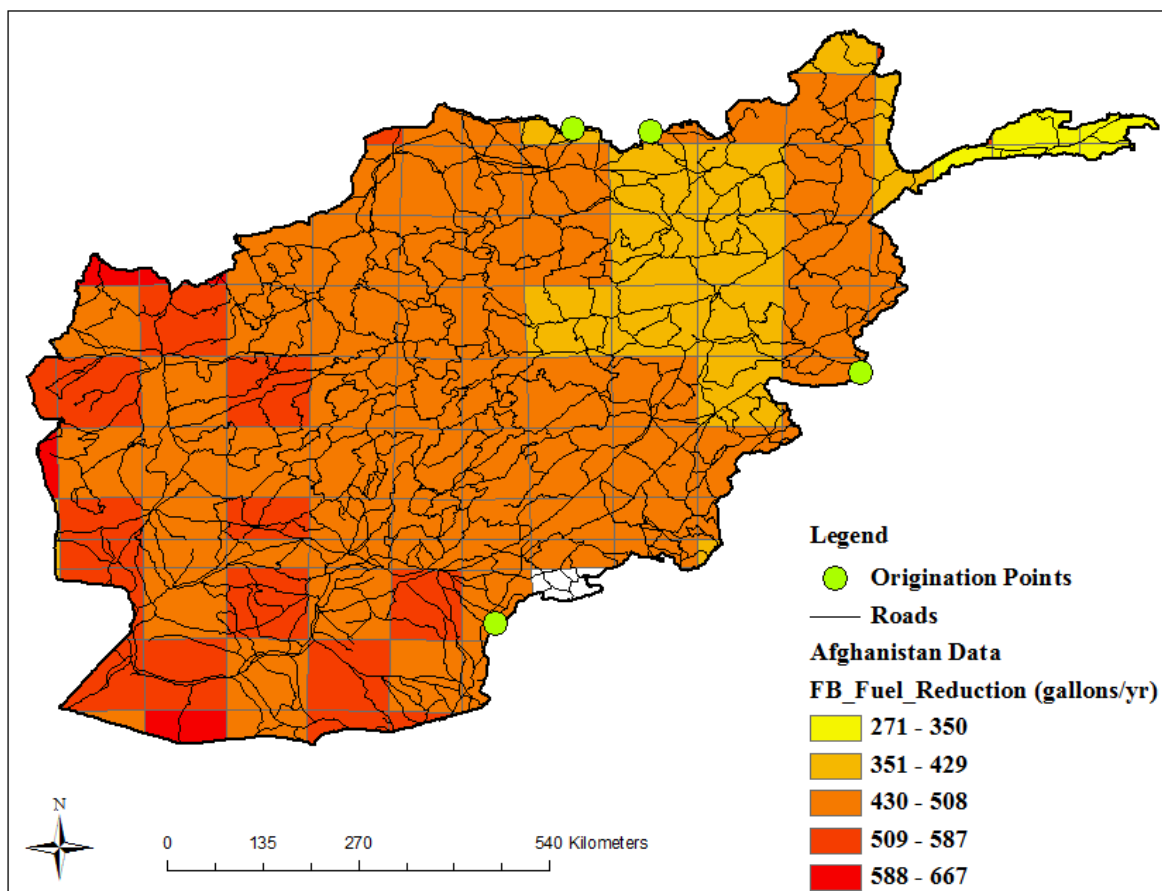 Legend
Origination Points
Roads
Afghanistan Data
FB_Fuel_Reduction (gallons/yr)
271 - 350
351 - 429
430 - 508
509 - 587
588 - 667
N
0 135 270 540 Kilometers